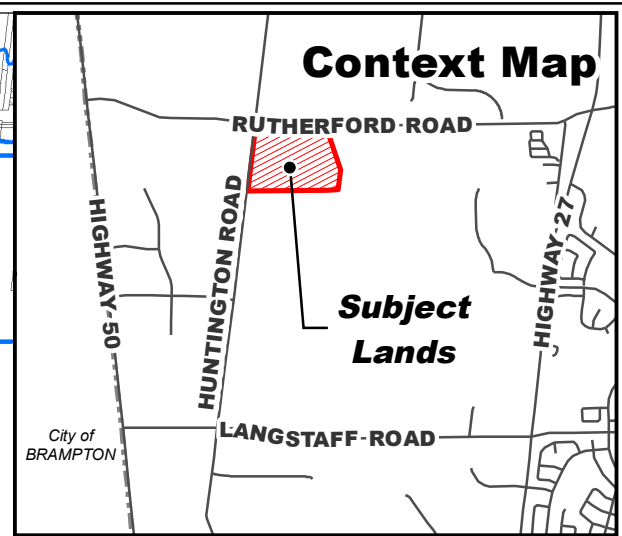 Context Map
RUTHERFORD ROAD
HIGHWAY 50
HUNTINGTON ROAD
HIGHWAY 27
Subject
Lands
LANGSTAFF ROAD
City of
BRAMPTON